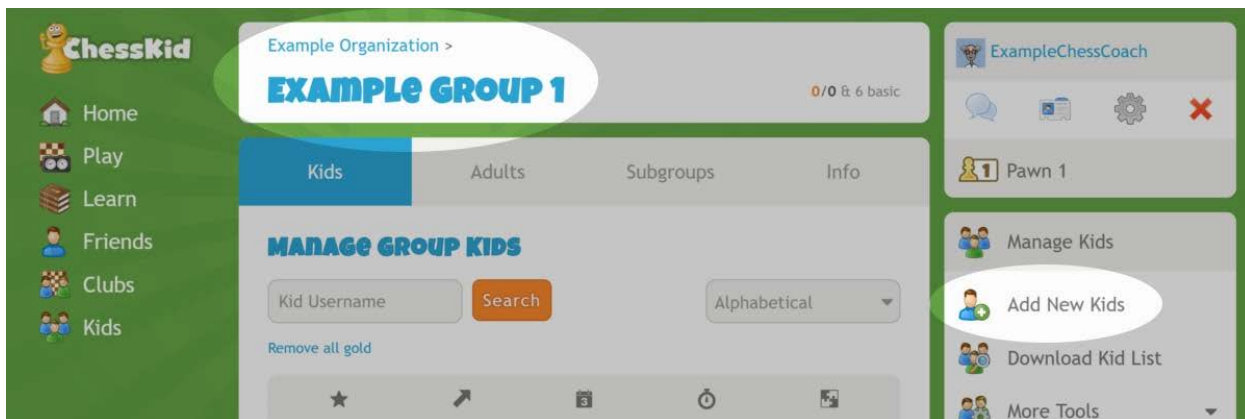 ChessKid
Home
Play
Learn
Friends
Clubs
Kids
Example Organization >
Example Group 1
0/0 & 6 basic
Kids
Adults
Subgroups
Info
Manage Group Kids
Kid Username
Search
Alphabetical
Remove all gold
3
ExampleChessCoach
1
Pawn 1
Manage Kids
Add New Kids
Download Kid List
More Tools